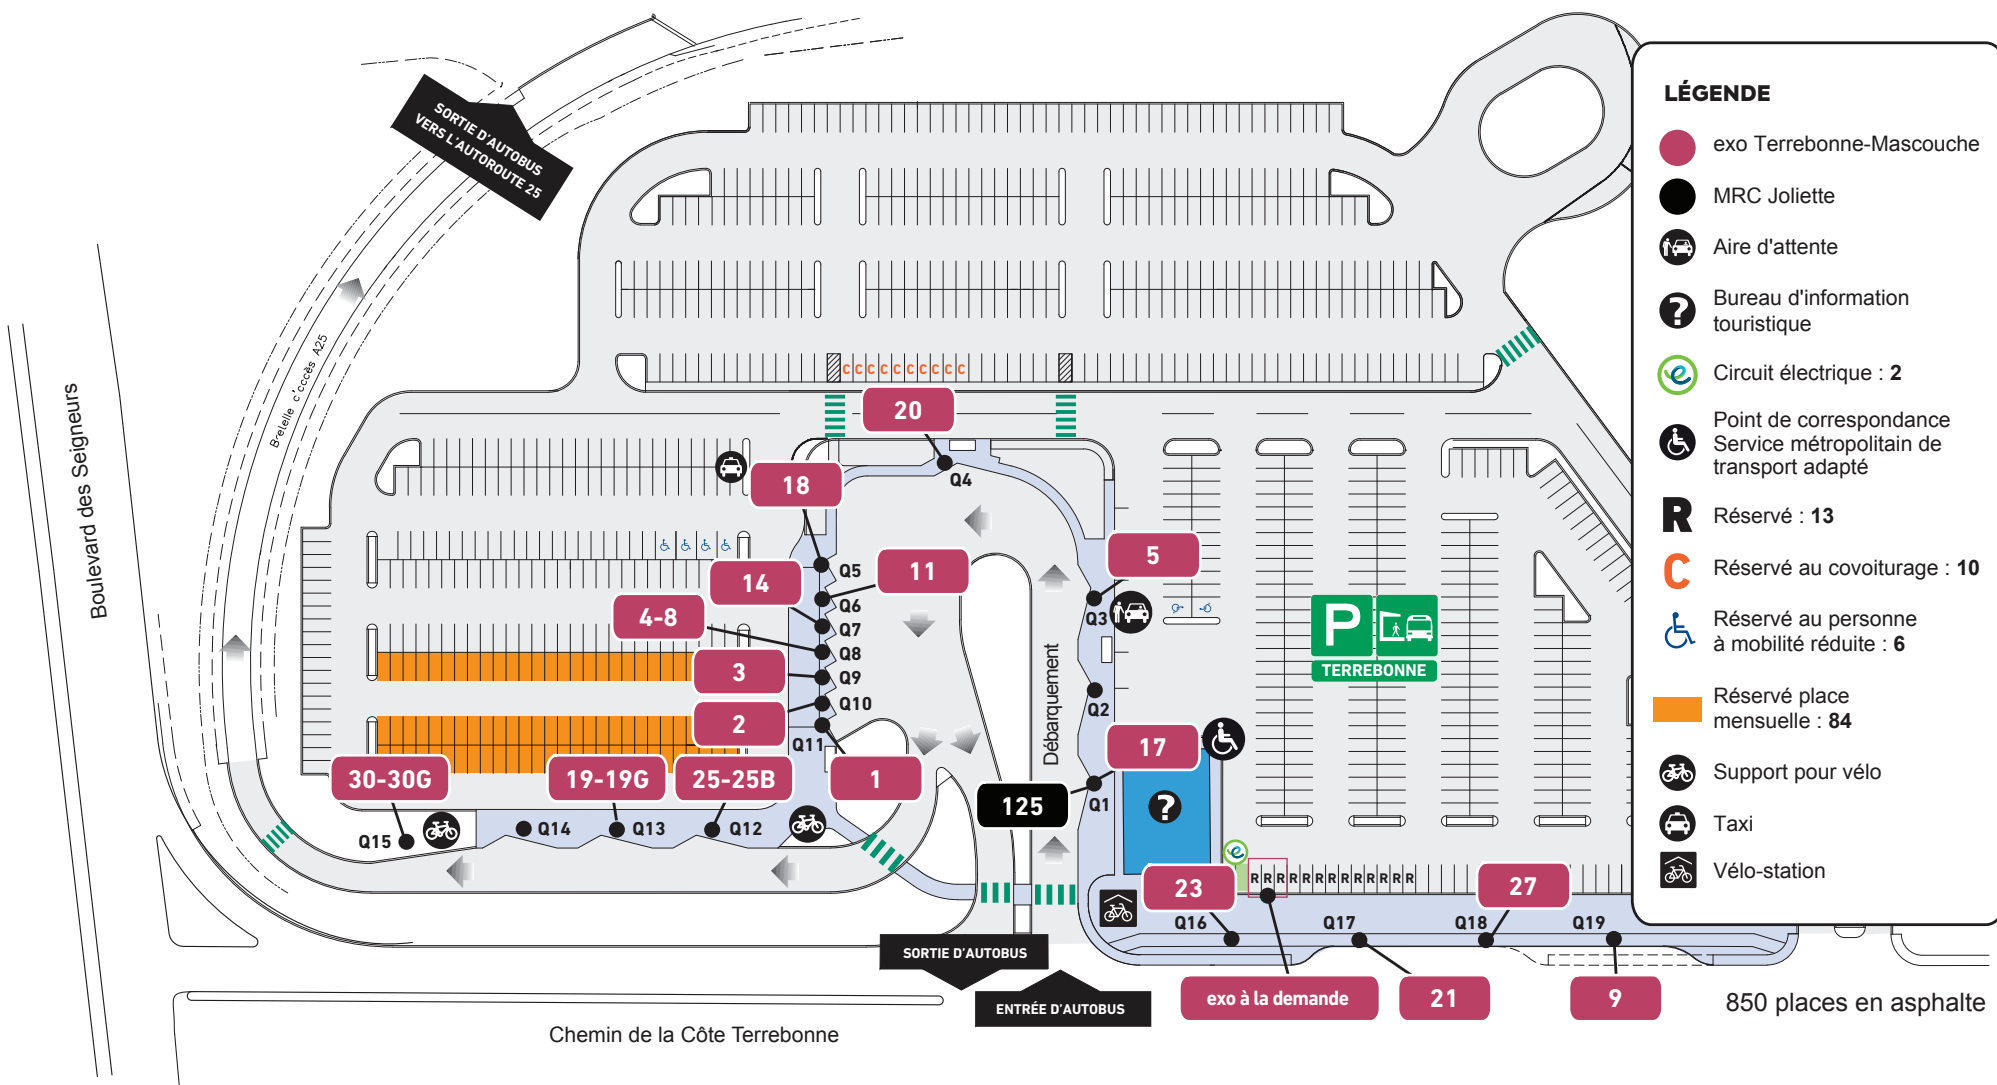 SORTIE D'AUTOBUS
VERS L'AUTOROUTE 25
Boulevard des Seigneurs
Bretelle d'accès A25
C C C C C C C C C C
20
Q4
18
Q5
11
Q6
14
Q7
4-8
Q8
3
Q9
2
Q10
Q11
1
5
Q3
Débarquement
Q2
17
Q1
125
30-30G
Q15
Q14
19-19G
Q13
25-25B
Q12
P
TERREBONNE
?
R R R R R R R R R R R R R
23
Q16
Q17
27
Q18
Q19
exo à la demande
21
9
SORTIE D'AUTOBUS
ENTRÉE D'AUTOBUS
Chemin de la Côte Terrebonne
850 places en asphalte
LÉGENDE
exo Terrebonne-Mascouche
MRC Joliette
Aire d'attente
?
Bureau d'information
touristique
e
Circuit électrique : 2
Point de correspondance
Service métropolitain de
transport adapté
R
Réservé : 13
C
Réservé au covoiturage : 10
Réservé au personne
à mobilité réduite : 6
Réservé place
mensuelle : 84
Support pour vélo
Taxi
Vélo-station